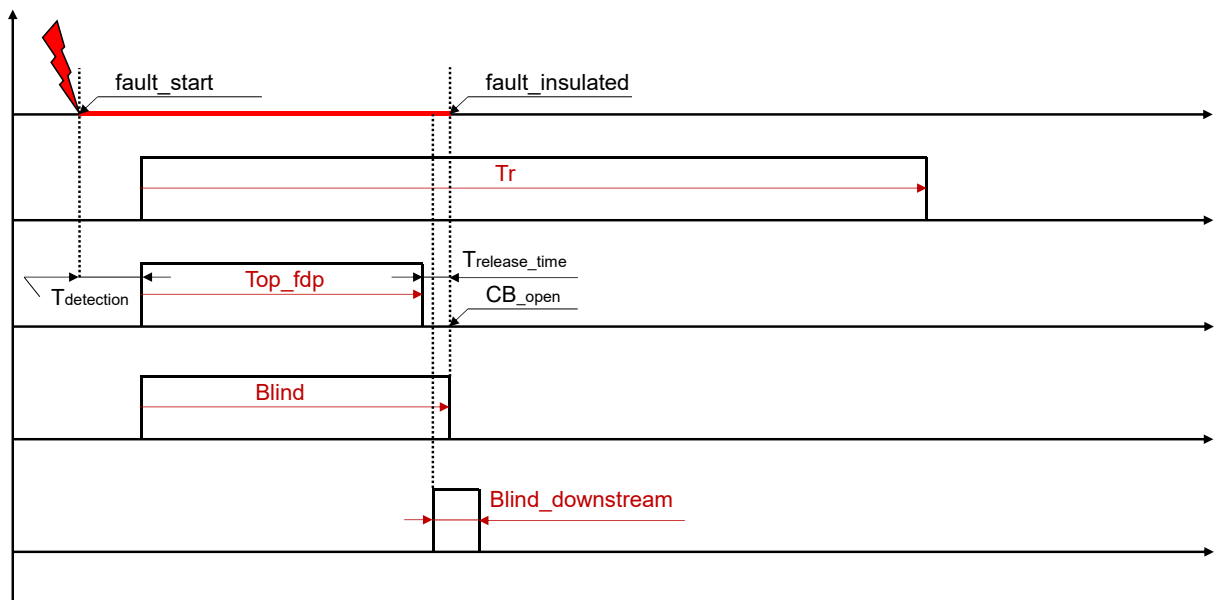 fault_start
fault_insulated
Tr
Trelease_time
Top_fdp
Tdetection
CB_open
Blind
Blind_downstream